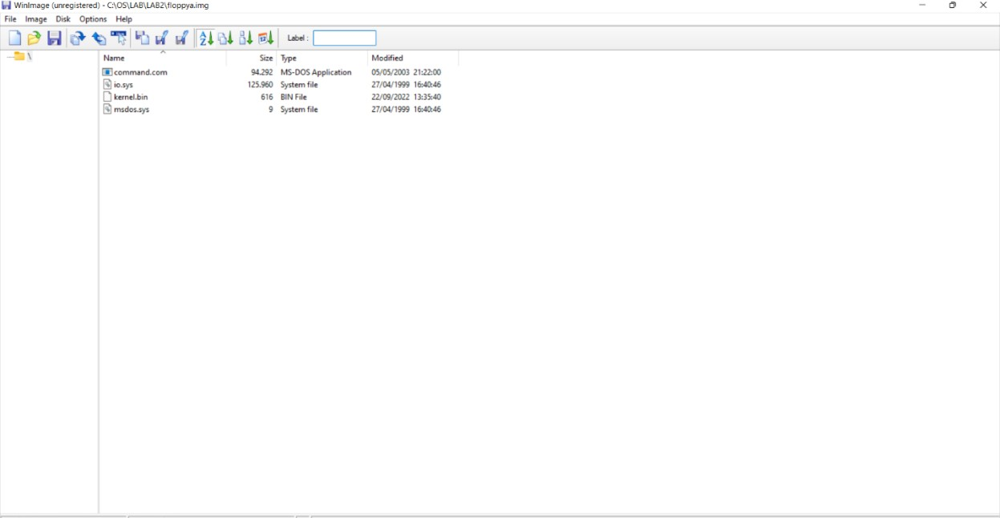 WinImage (unregistered) - C:\OS\LAB\LAB2\floppya.img
File Image Disk Options Help
Label :
\
Name Size Type Modified
command.com 94.292 MS-DOS Application 05/05/2003 21:22:00
io.sys 125.960 System file 27/04/1999 16:40:46
kernel.bin 616 BIN File 22/09/2022 13:35:40
msdos.sys 9 System file 27/04/1999 16:40:46